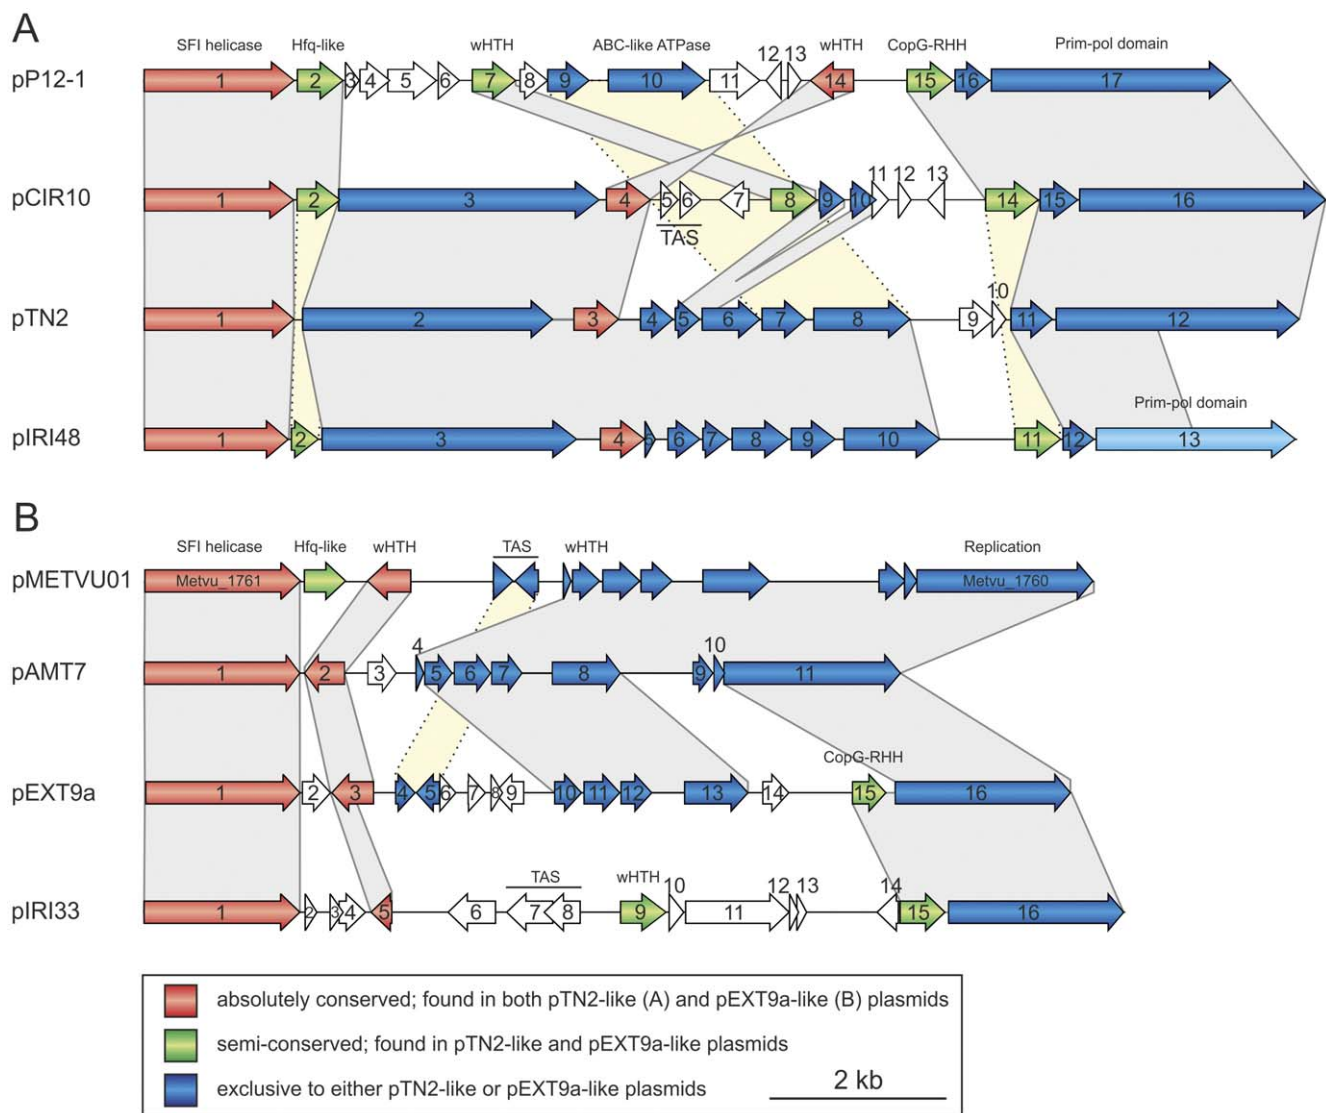 A
SFI helicase Hfq-like wHTH ABC-like ATPase 12 13 wHTH CopG-RHH Prim-pol domain
pP12-1 1 2 3 4 5 6 7 8 9 10 11 14 15 16 17
11 12 13
pCIR10 1 2 3 4 5 6 7 8 9 10 14 15 16
TAS
10
pTN2 1 2 3 4 5 6 7 8 9 11 12
Prim-pol domain
pIRI48 1 2 3 4 5 6 7 8 9 10 11 12 13
B
SFI helicase Hfq-like wHTH TAS wHTH Replication
pMETVU01 Metvu_1761 Metvu_1760
4 10
pAMT7 1 2 3 5 6 7 8 9 11
CopG-RHH
pEXT9a 1 2 3 4 5 6 7 8 9 10 11 12 13 14 15 16
TAS wHTH 10 12 13 14
pIRI33 1 2 3 4 5 6 7 8 9 11 15 16
absolutely conserved; found in both pTN2-like (A) and pEXT9a-like (B) plasmids
semi-conserved; found in pTN2-like and pEXT9a-like plasmids
exclusive to either pTN2-like or pEXT9a-like plasmids
2 kb